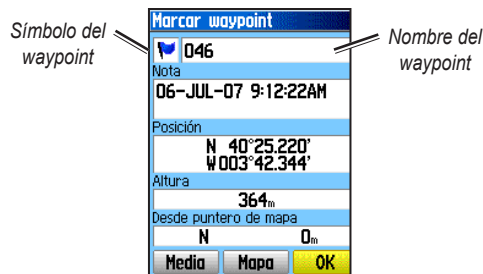 Marcar waypoint
Símbolo del
waypoint
046
Nombre del
waypoint
Nota
06-JUL-07 9:12:22AM
Posición
N 40°25.220'
W003°42.344'
Altura
364m
Desde puntero de mapa
N 0m
Media Mapa OK